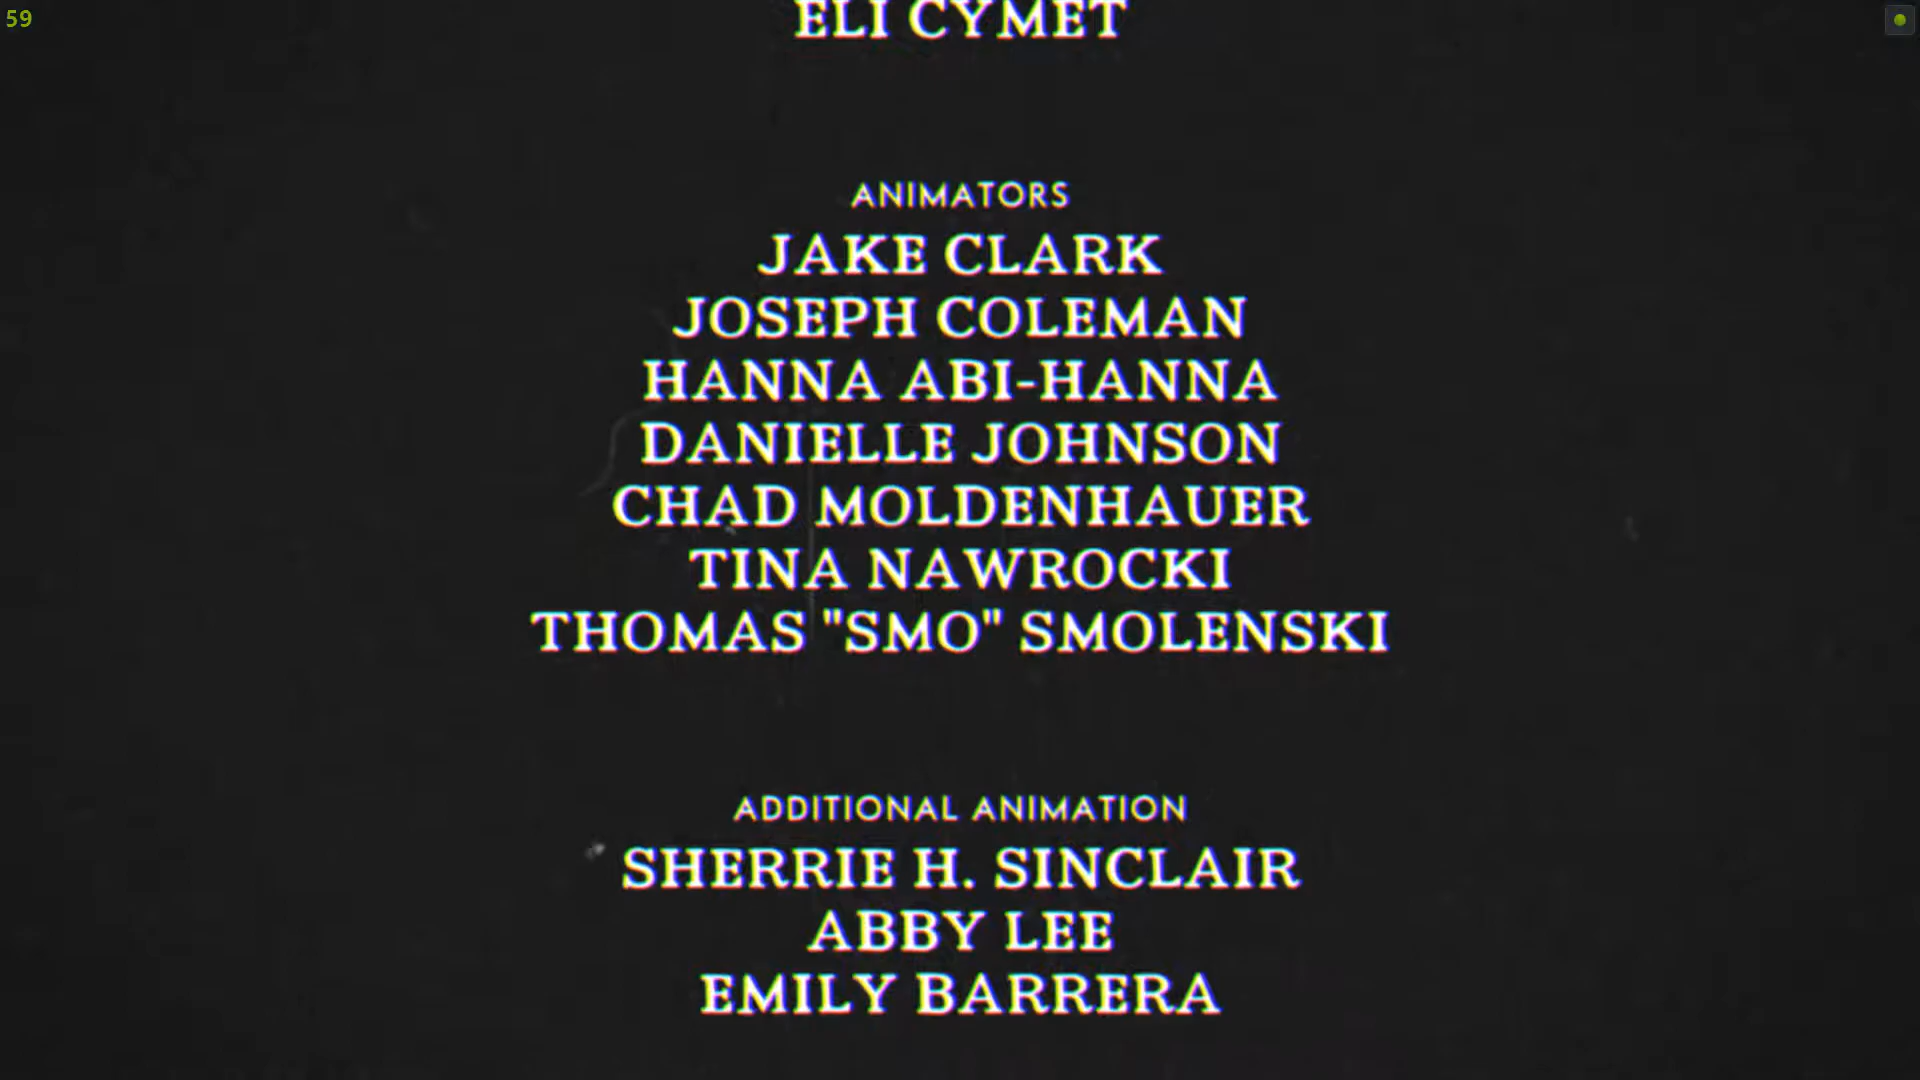 59
ELI CYMET
ANIMATORS
JAKE CLARK
JOSEPH COLEMAN
HANNA ABI-HANNA
DANIELLE JOHNSON
CHAD MOLDENHAUER
TINA NAWROCKI
THOMAS "SMO" SMOLENSKI
ADDITIONAL ANIMATION
SHERRIE H. SINCLAIR
ABBY LEE
EMILY BARRERA